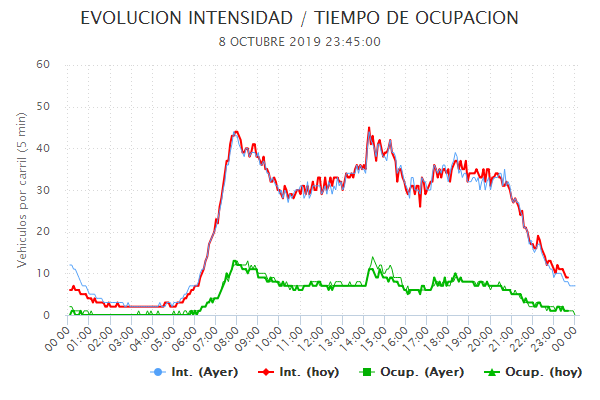 EVOLUCION INTENSIDAD / TIEMPO DE OCUPACION
8 OCTUBRE 2019 23:45:00
Vehiculos por carril (5 min)
60
50
40
30
20
10
0
00:00 01:00 02:00 03:00 04:00 05:00 06:00 07:00 08:00 09:00 10:00 11:00 12:00 13:00 14:00 15:00 16:00 17:00 18:00 19:00 20:00 21:00 22:00 23:00 00:00
Int. (Ayer) Int. (hoy) Ocup. (Ayer) Ocup. (hoy)